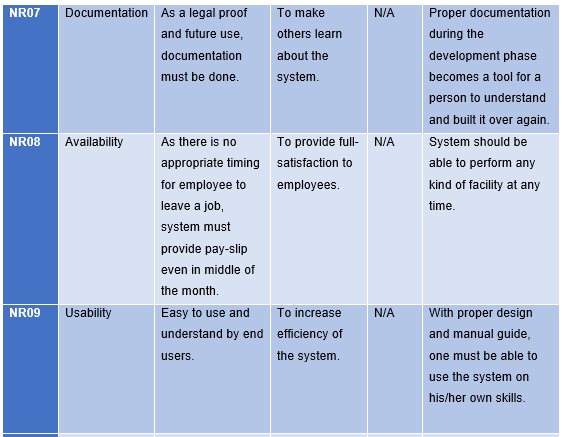 NR07
Documentation
As a legal proof
and future use,
documentation
must be done.
To make
others learn
about the
system.
N/A
Proper documentation
during the
development phase
becomes a tool for a
person to understand
and built it over again.
NR08
Availability
As there is no
appropriate timing
for employee to
leave a job,
system must
provide pay-slip
even in middle of
the month.
To provide full-
satisfaction to
employees.
N/A
System should be
able to perform any
kind of facility at any
time.
NR09
Usability
Easy to use and
understand by end
users.
To increase
efficiency of
the system.
N/A
With proper design
and manual guide,
one must be able to
use the system on
his/her own skills.